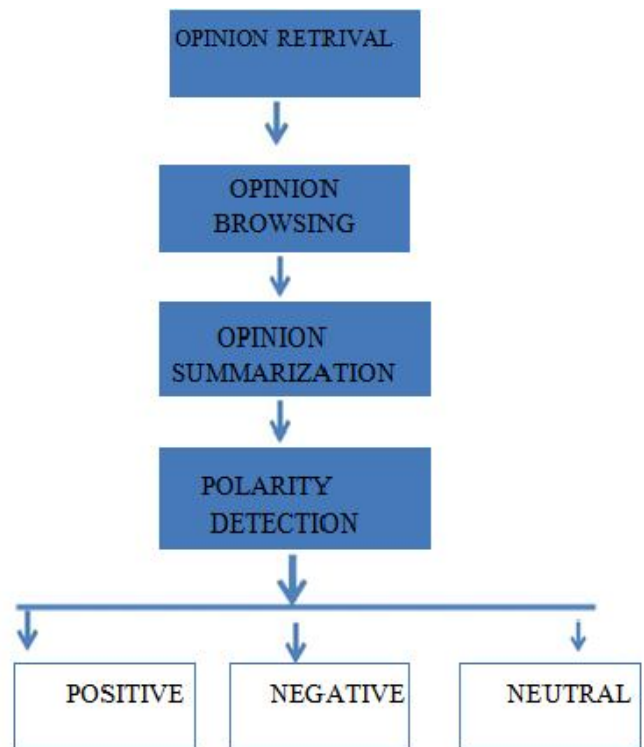 OPINION RETRIVAL
OPINION
BROWSING
OPINION
SUMMARIZATION
POLARITY
DETECTION
POSITIVE
NEGATIVE
NEUTRAL